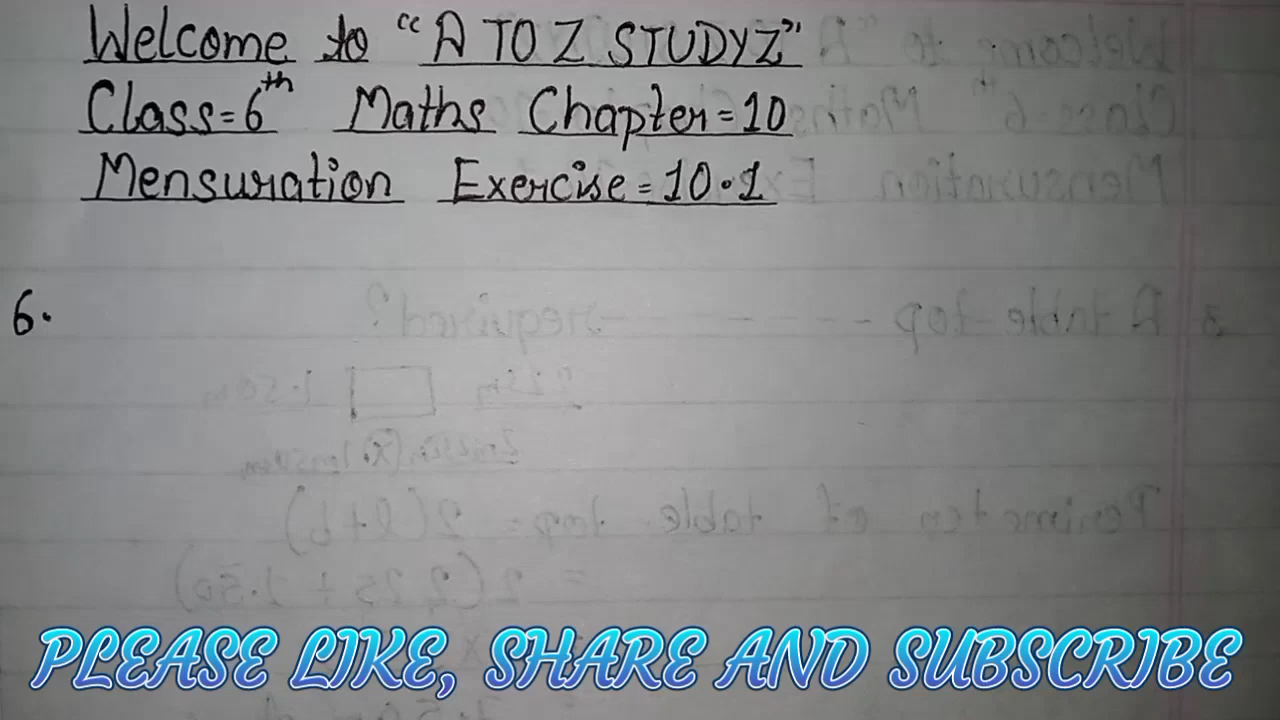 Welcome to “A TO Z STUDYZ”
Class=6th Maths Chapter=10
Mensuration Exercise=10.1
6.
PLEASE LIKE, SHARE AND SUBSCRIBE